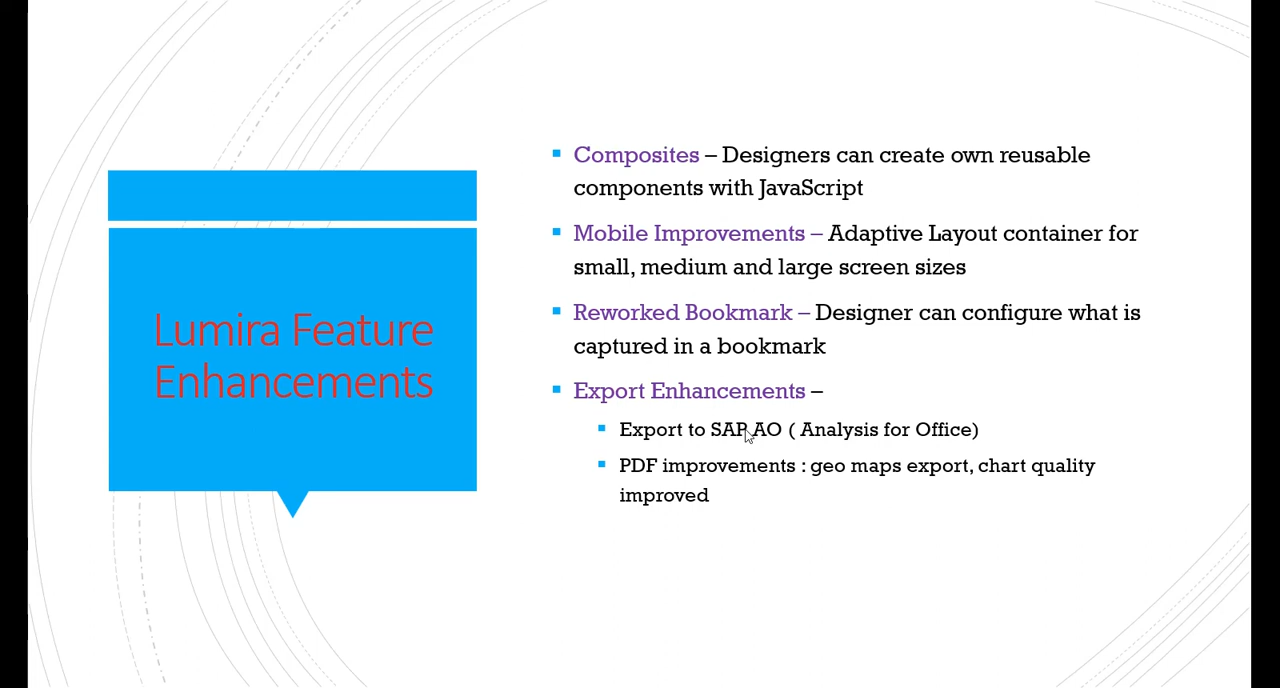 Lumira Feature
Enhancements
Composites – Designers can create own reusable
components with JavaScript
Mobile Improvements – Adaptive Layout container for
small, medium and large screen sizes
Reworked Bookmark – Designer can configure what is
captured in a bookmark
Export Enhancements –
Export to SAP AO ( Analysis for Office)
PDF improvements : geo maps export, chart quality
improved